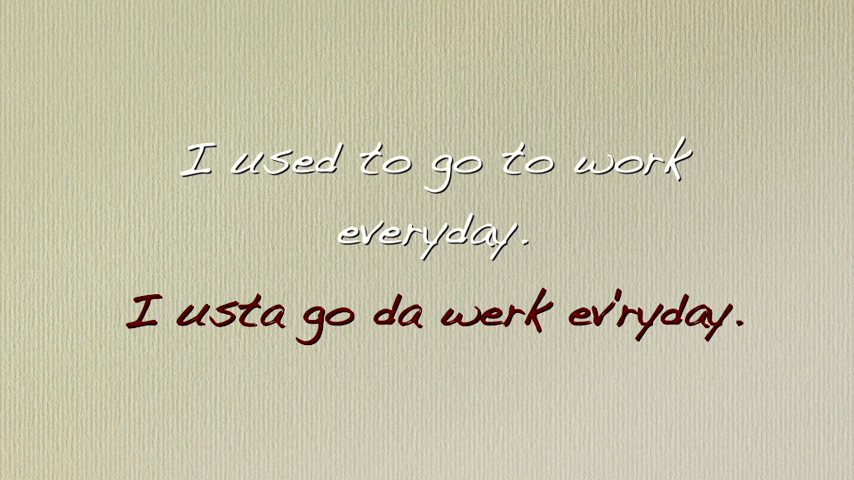 I used to go to work
everyday.
I usta go da werk ev'ryday.